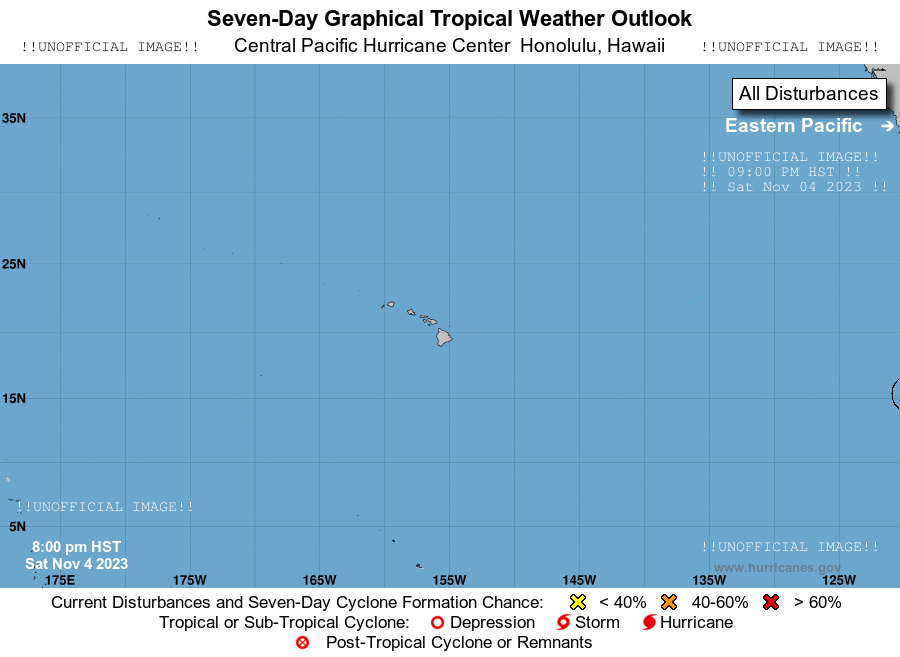 Seven-Day Graphical Tropical Weather Outlook
!!UNOFFICIAL IMAGE!! Central Pacific Hurricane Center Honolulu, Hawaii !!UNOFFICIAL IMAGE!!
All Disturbances
35N
Eastern Pacific →
!!UNOFFICIAL IMAGE!!
!! 09:00 PM HST !!
!! Sat Nov 04 2023 !!
25N
15N
!!UNOFFICIAL IMAGE!!
5N
8:00 pm HST
!!UNOFFICIAL IMAGE!!
Sat Nov 4 2023
www.hurricanes.gov
175E 175W 165W 155W 145W 135W 125W
Current Disturbances and Seven-Day Cyclone Formation Chance: < 40% 40-60% > 60%
Tropical or Sub-Tropical Cyclone: Depression Storm Hurricane
Post-Tropical Cyclone or Remnants